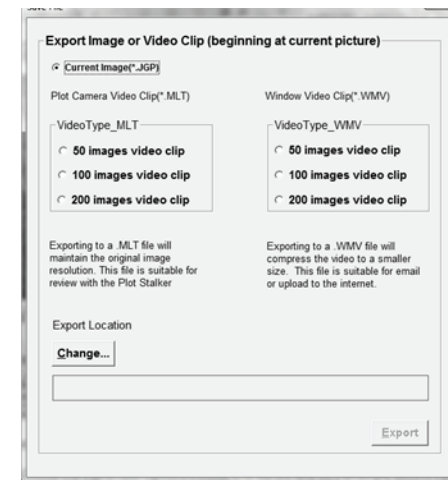 Export Image or Video Clip (beginning at current picture)
Current Image(*.JGP)
Plot Camera Video Clip(*.MLT)
Window Video Clip(*.WMV)
VideoType_MLT
50 images video clip
100 images video clip
200 images video clip
VideoType_WMV
50 images video clip
100 images video clip
200 images video clip
Exporting to a .MLT file will
maintain the original image
resolution. This file is suitable for
review with the Plot Stalker
Exporting to a .WMV file will
compress the video to a smaller
size. This file is suitable for email
or upload to the internet.
Export Location
Change...
Export